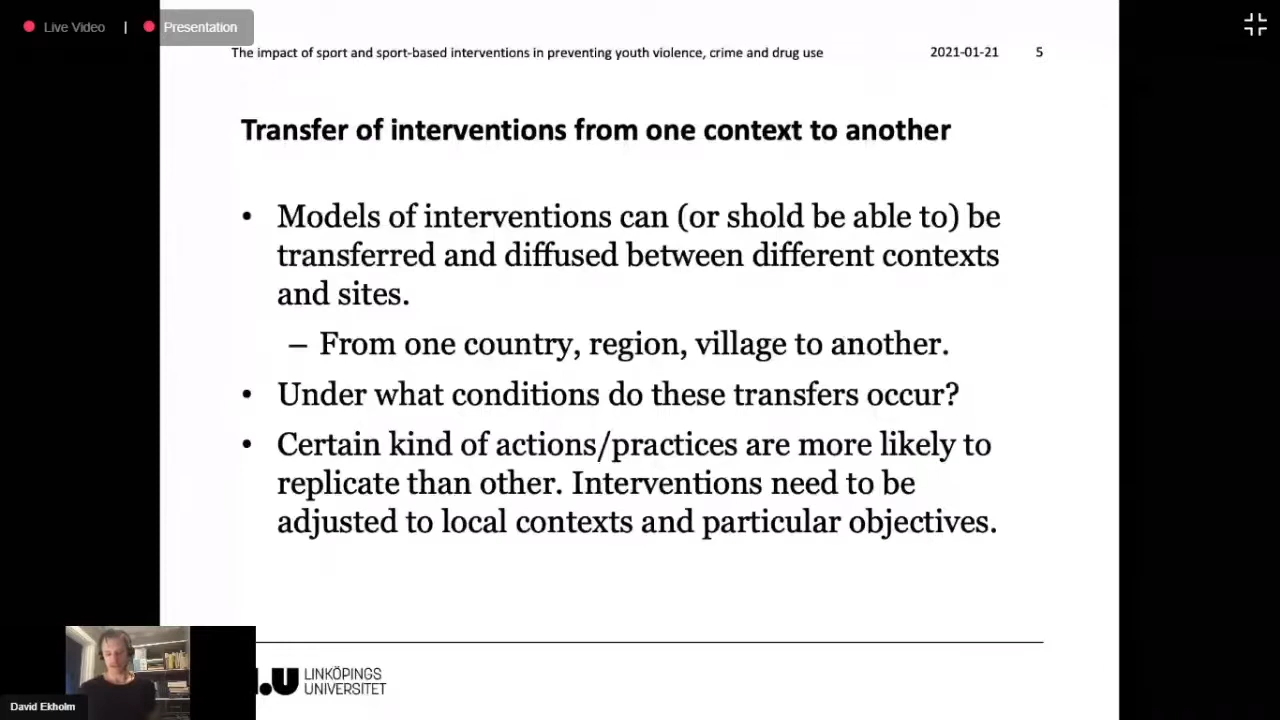 Live Video | Presentation
The impact of sport and sport-based interventions in preventing youth violence, crime and drug use 2021-01-21 5
Transfer of interventions from one context to another
• Models of interventions can (or shold be able to) be
transferred and diffused between different contexts
and sites.
– From one country, region, village to another.
• Under what conditions do these transfers occur?
• Certain kind of actions/practices are more likely to
replicate than other. Interventions need to be
adjusted to local contexts and particular objectives.
.U LINKÖPINGS
UNIVERSITET
David Ekholm